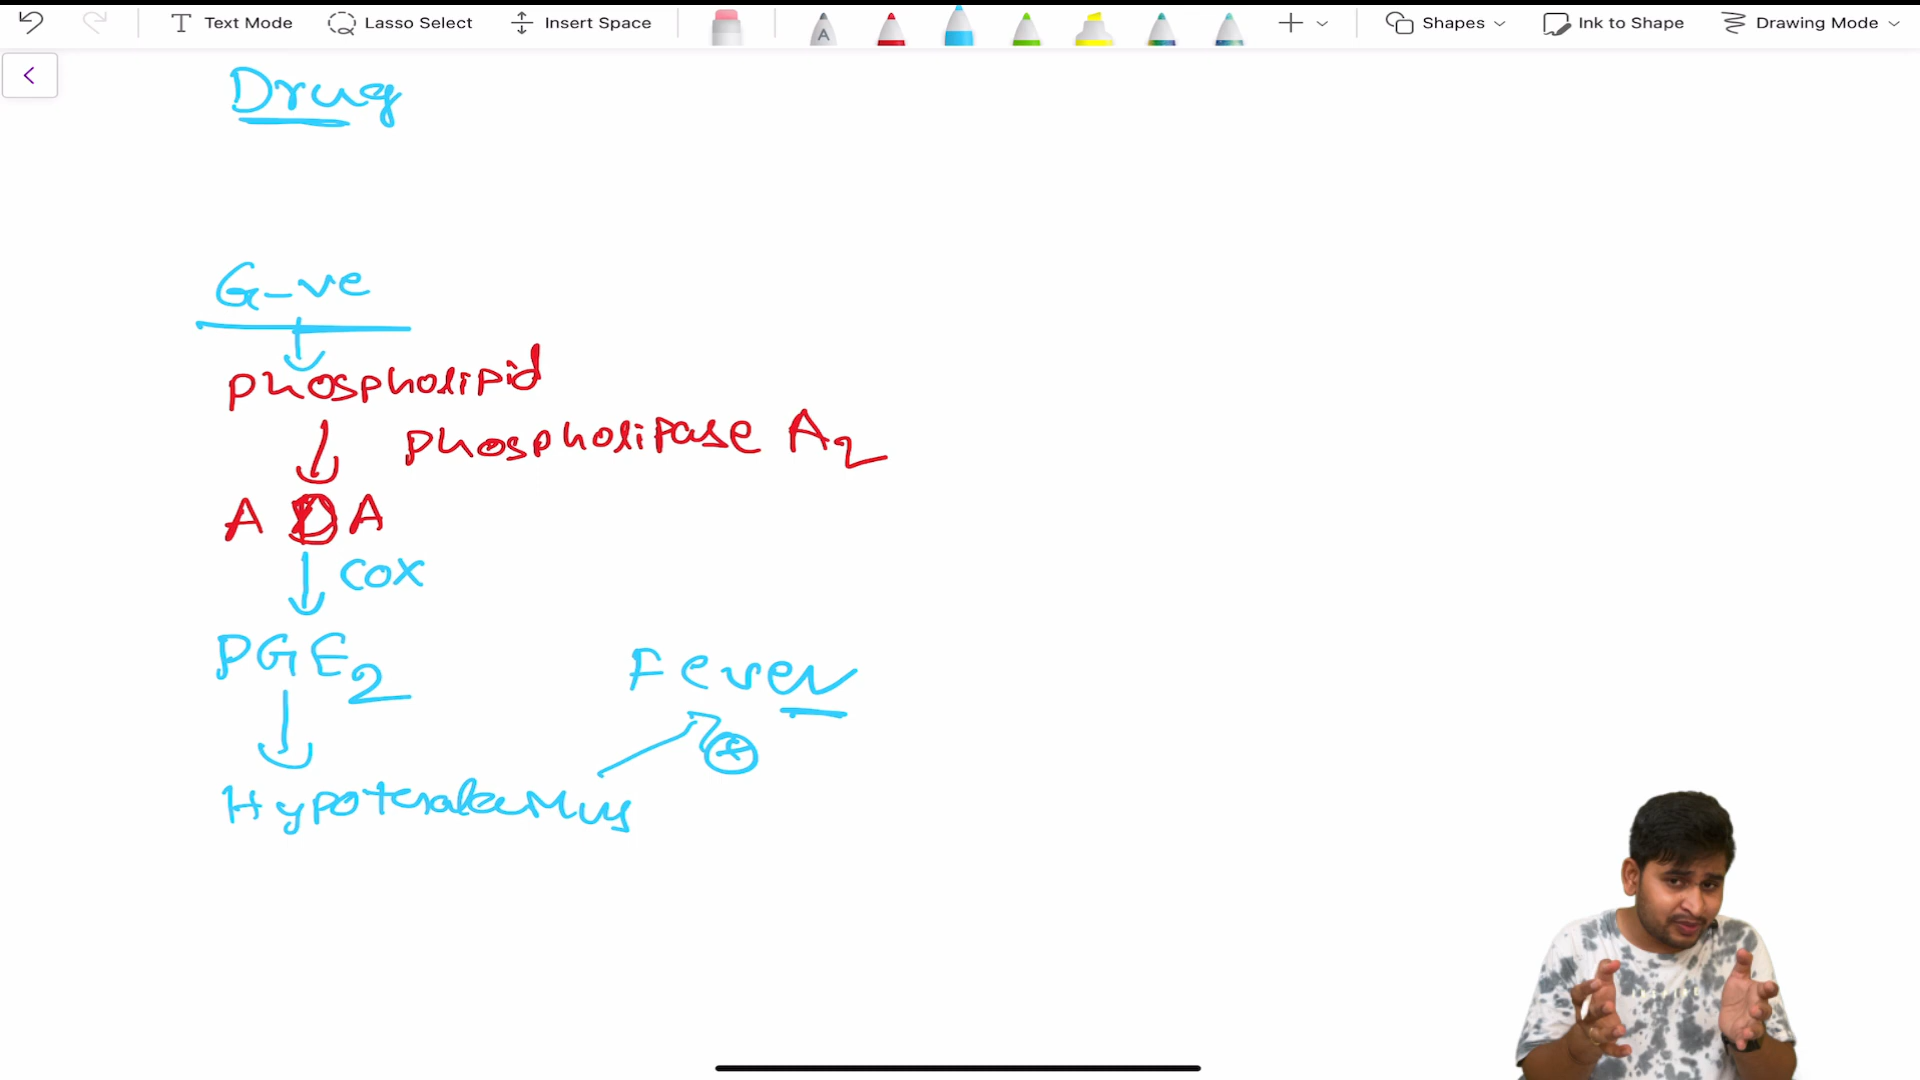 Text Mode Lasso Select Insert Space A Shapes Ink to Shape Drawing Mode
Drug
G-ve
phospholipid
phospholipase A2
A A
COX
PGE2
Fever
Hypotenalamus